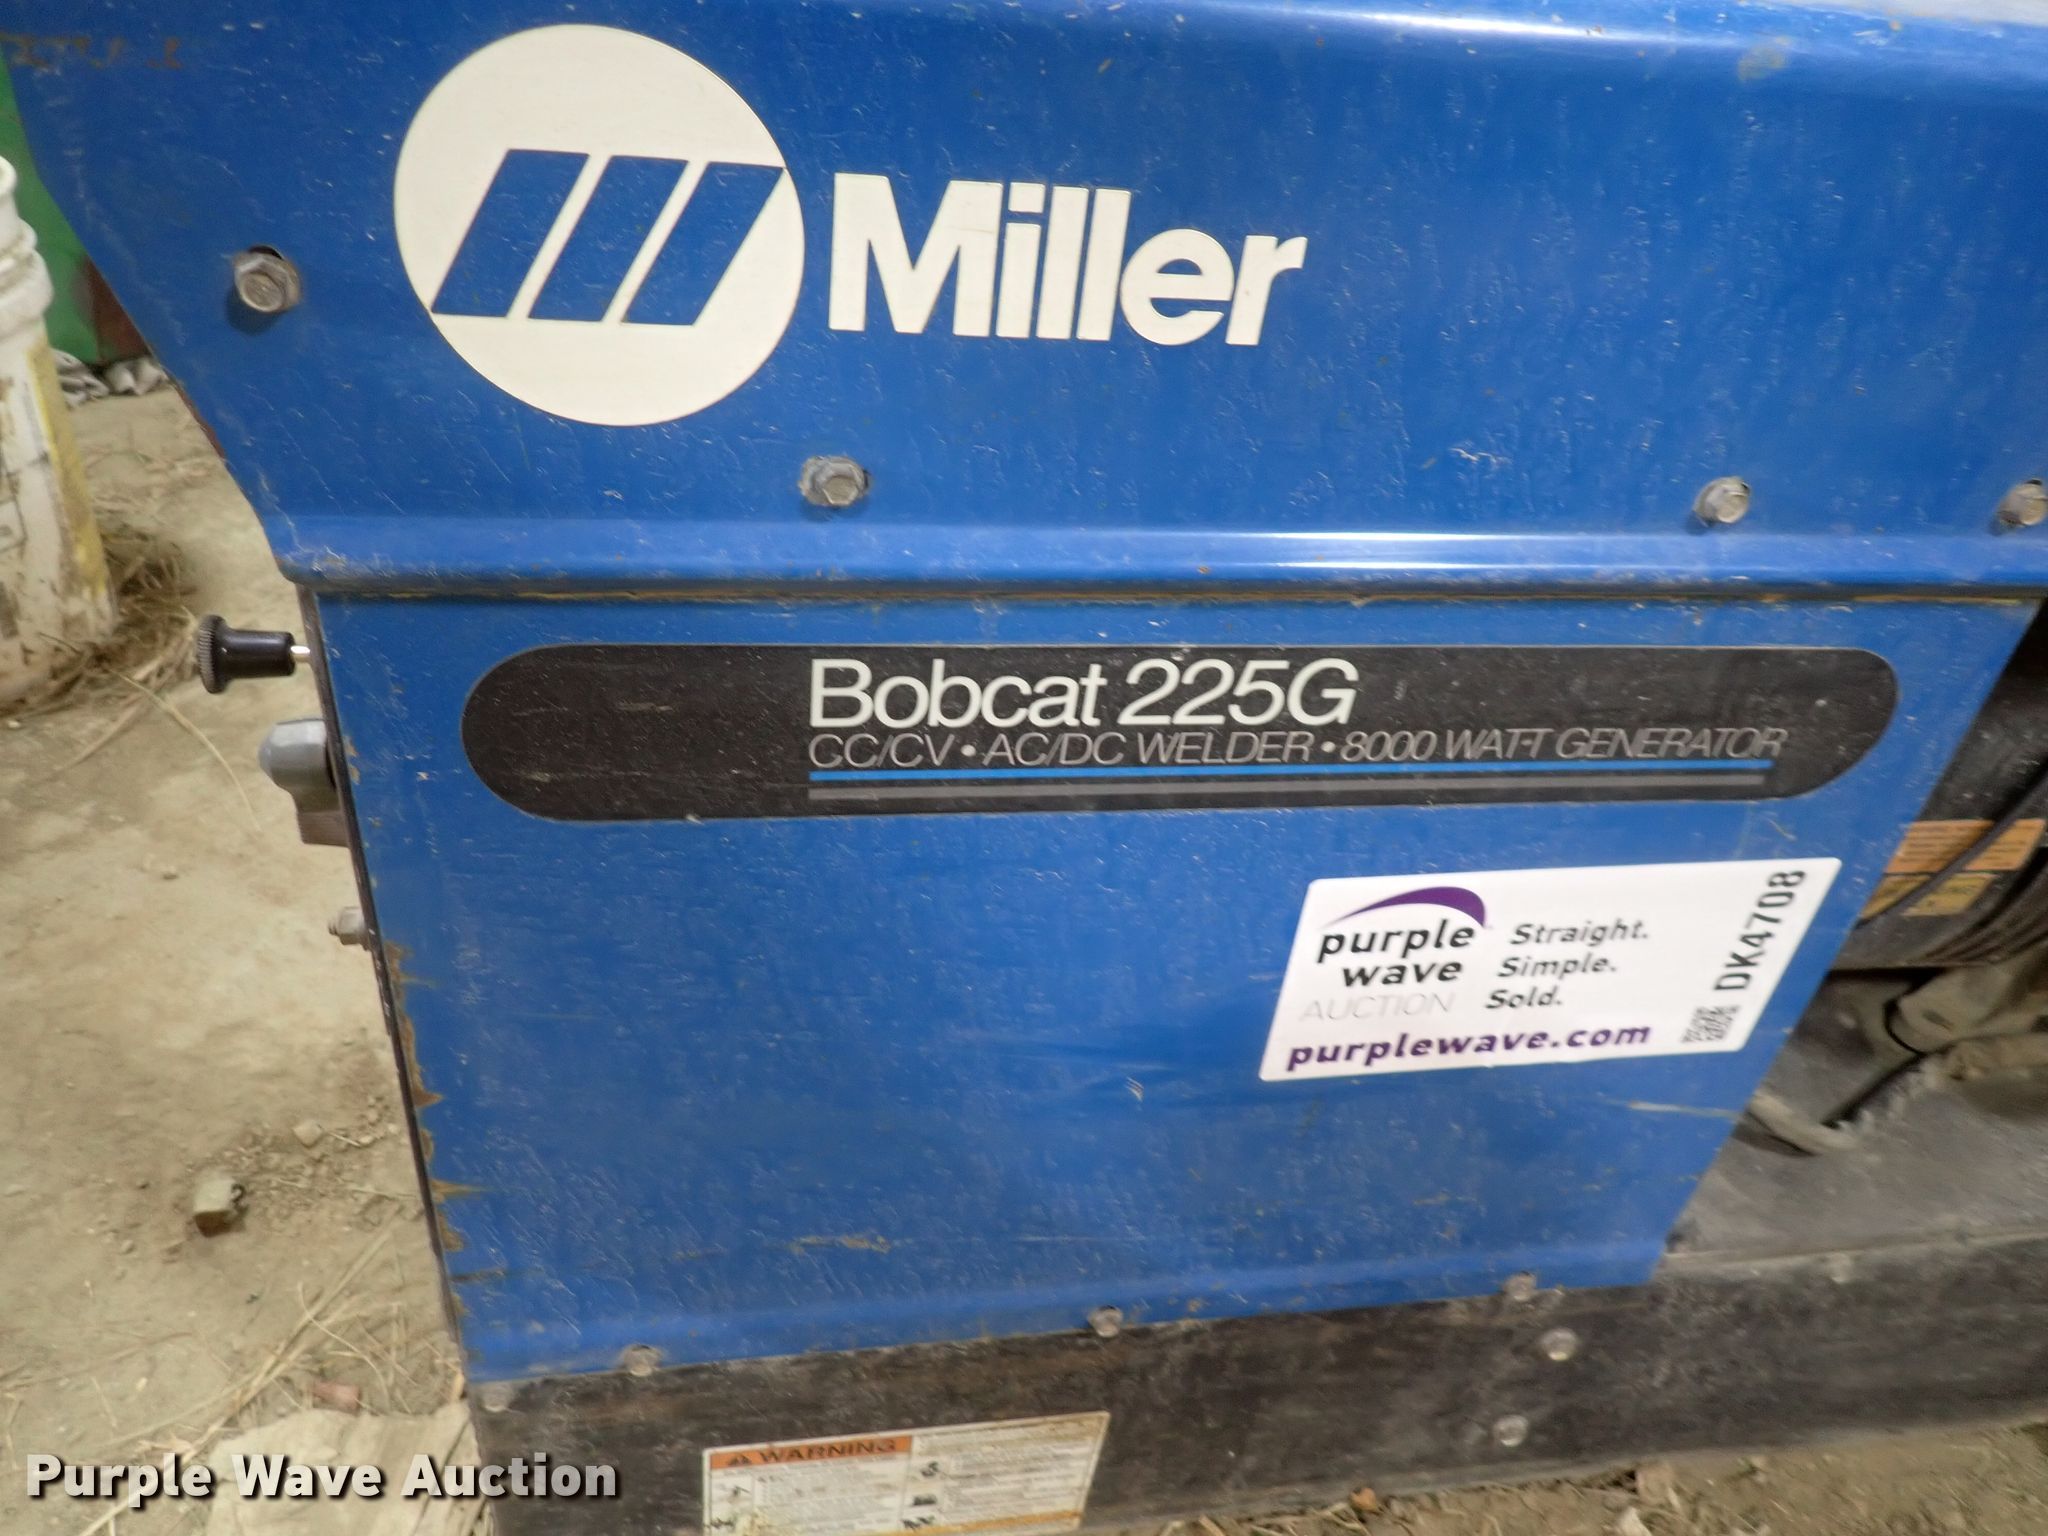 Miller
Bobcat 225G
CC/CV • AC/DC WELDER • 8000 WATT GENERATOR
purple
wave
AUCTION
Straight.
Simple.
Sold.
purplewave.com
DK4708
WARNING
Purple Wave Auction